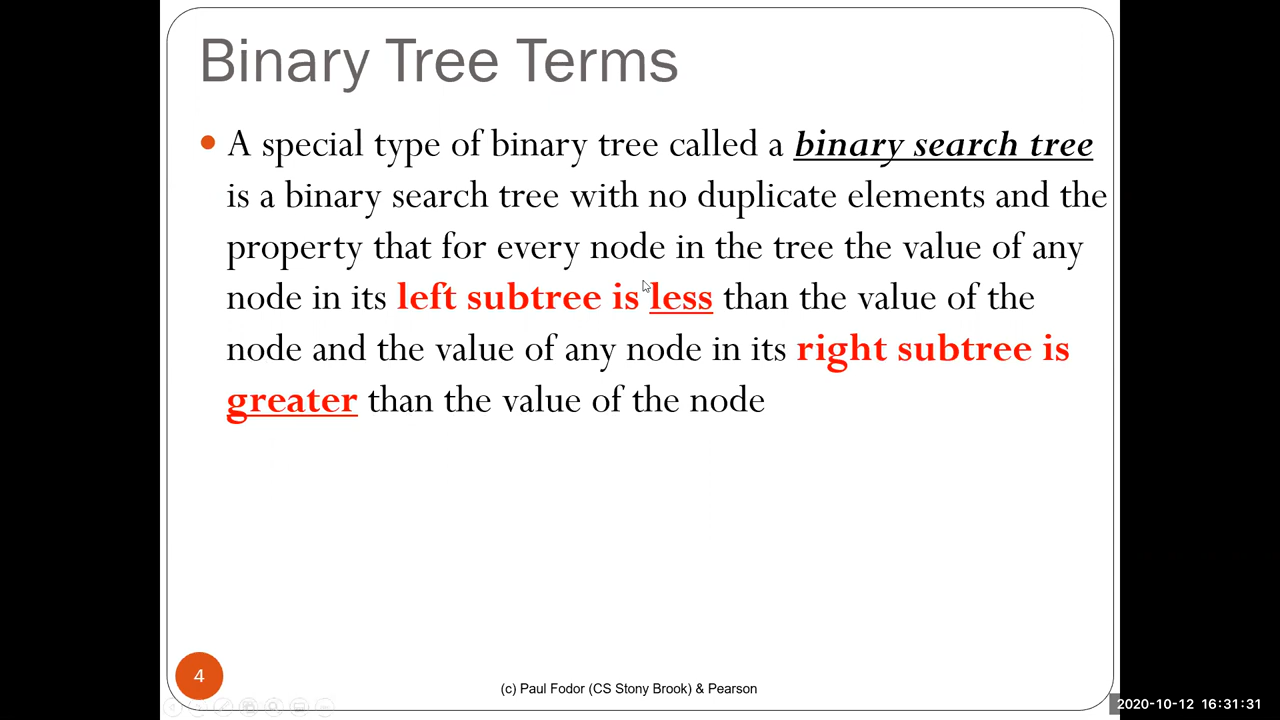 Binary Tree Terms
A special type of binary tree called a binary search tree
is a binary search tree with no duplicate elements and the
property that for every node in the tree the value of any
node in its left subtree is less than the value of the
node and the value of any node in its right subtree is
greater than the value of the node
4
(c) Paul Fodor (CS Stony Brook) & Pearson
2020-10-12 16:31:31